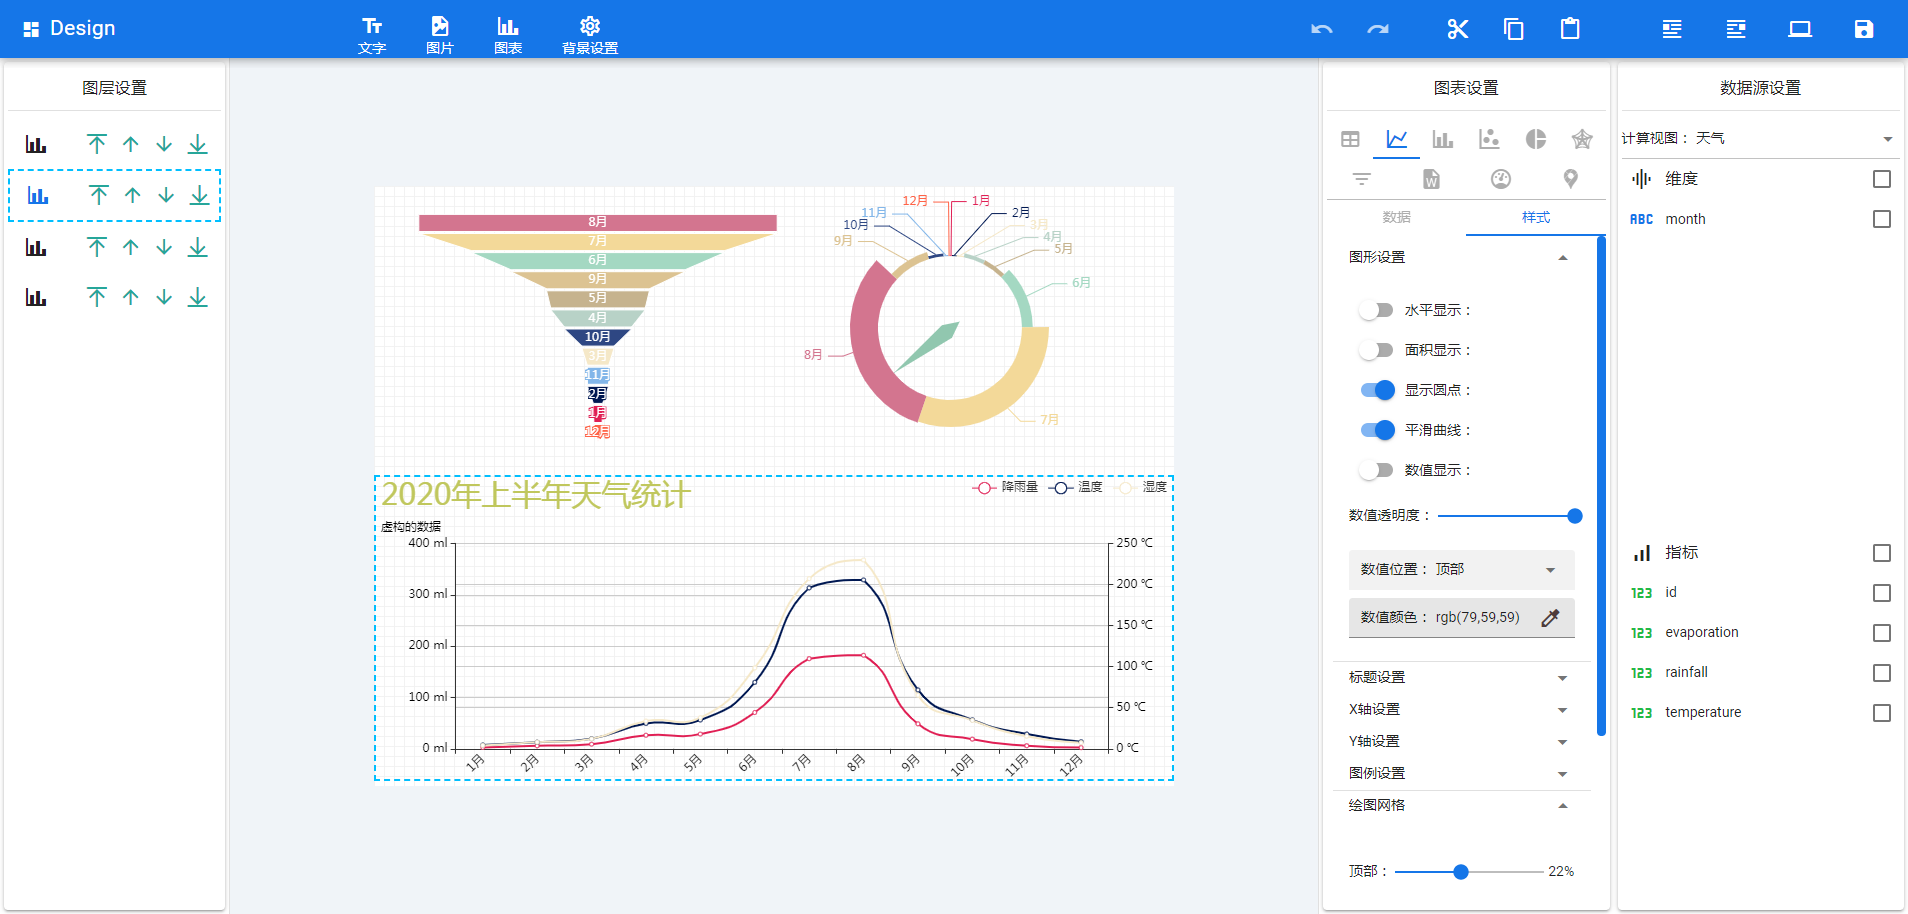 Design
文字
图片
图表
背景设置
图层设置
8月
7月
6月
9月
5月
4月
10月
3月
11月
2月
1月
12月
12月
1月
11月
2月
10月
3月
9月
4月
5月
6月
8月
7月
2020年上半年天气统计
降雨量
温度
湿度
虚构的数据
400 ml
300 ml
200 ml
100 ml
0 ml
250 ℃
200 ℃
150 ℃
100 ℃
50 ℃
0 ℃
1月
2月
3月
4月
5月
6月
7月
8月
9月
10月
11月
12月
图表设置
数据
样式
图形设置
水平显示：
面积显示：
显示圆点：
平滑曲线：
数值显示：
数值透明度：
数值位置： 顶部
数值颜色： rgb(79,59,59)
标题设置
X轴设置
Y轴设置
图例设置
绘图网格
顶部： 22%
数据源设置
计算视图： 天气
维度
ABC month
指标
123 id
123 evaporation
123 rainfall
123 temperature